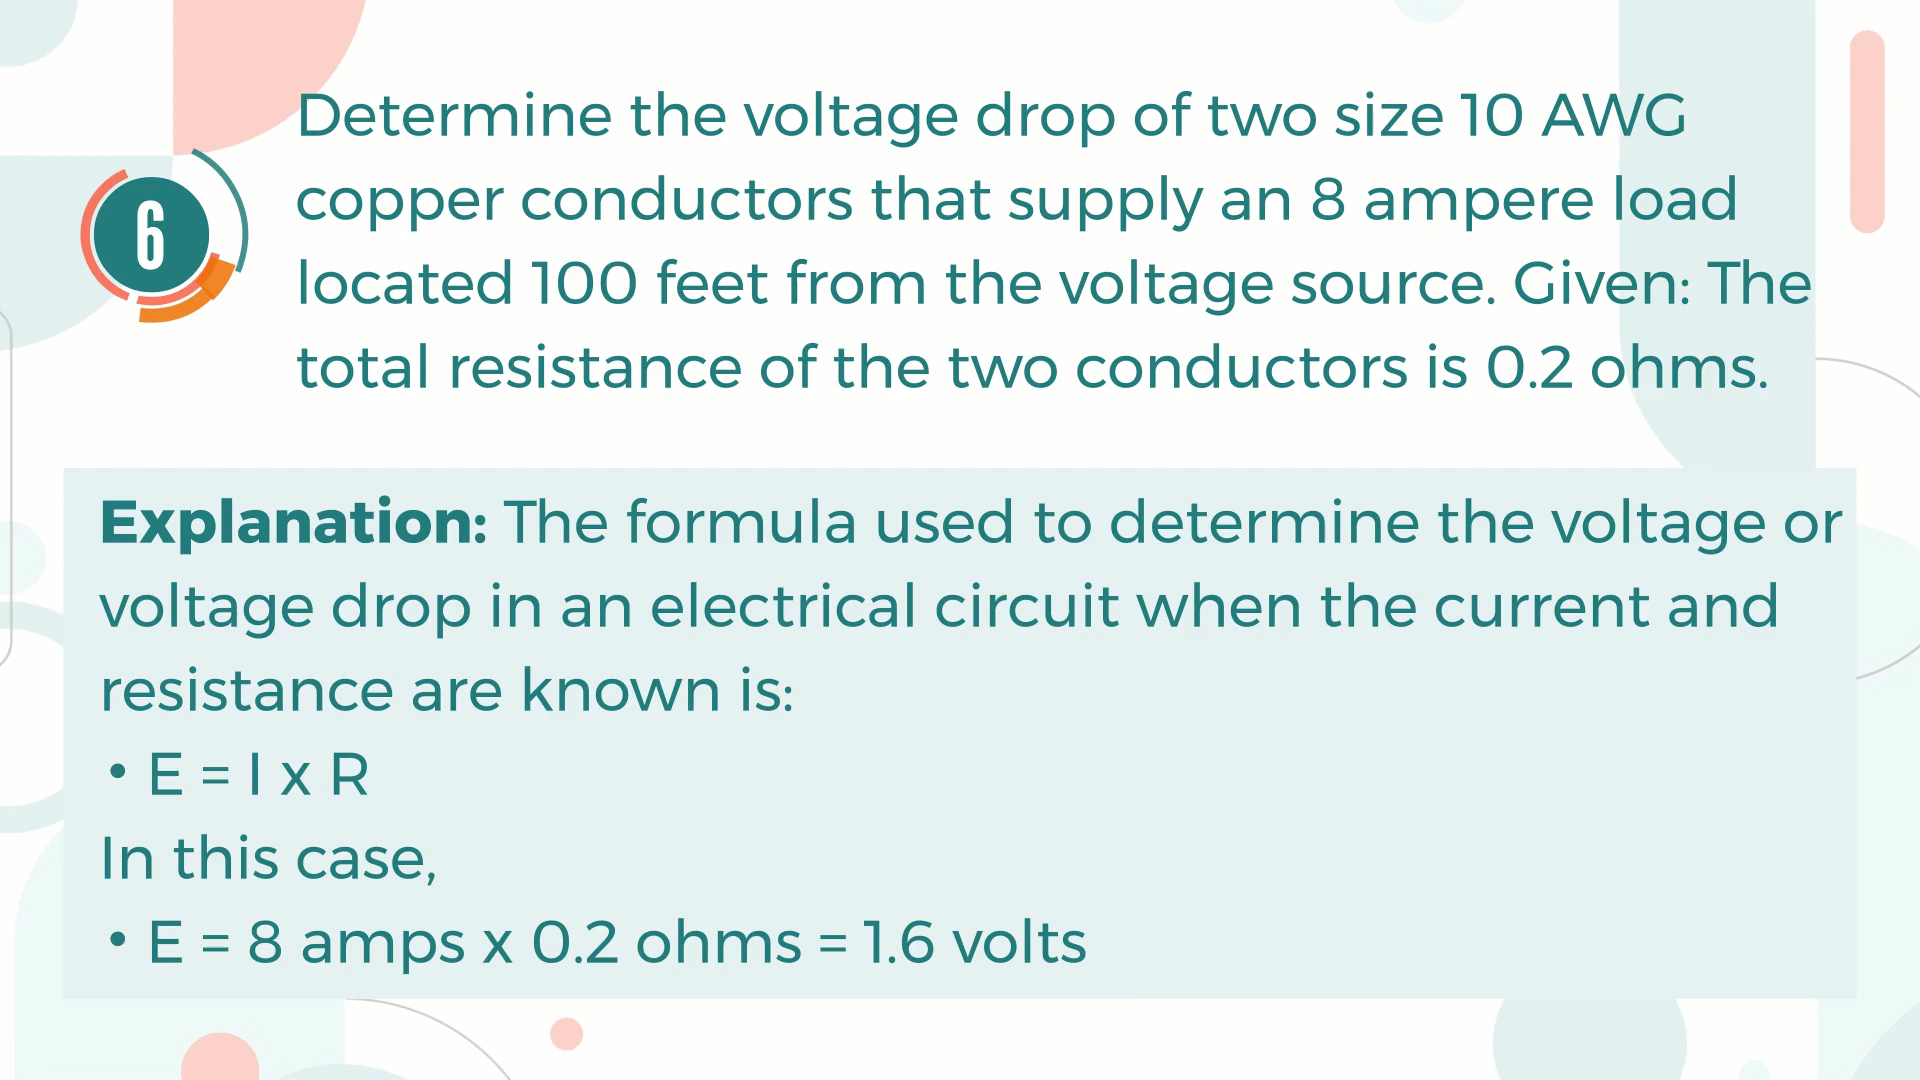 6
Determine the voltage drop of two size 10 AWG
copper conductors that supply an 8 ampere load
located 100 feet from the voltage source. Given: The
total resistance of the two conductors is 0.2 ohms.
Explanation: The formula used to determine the voltage or
voltage drop in an electrical circuit when the current and
resistance are known is:
• E = I x R
In this case,
• E = 8 amps x 0.2 ohms = 1.6 volts